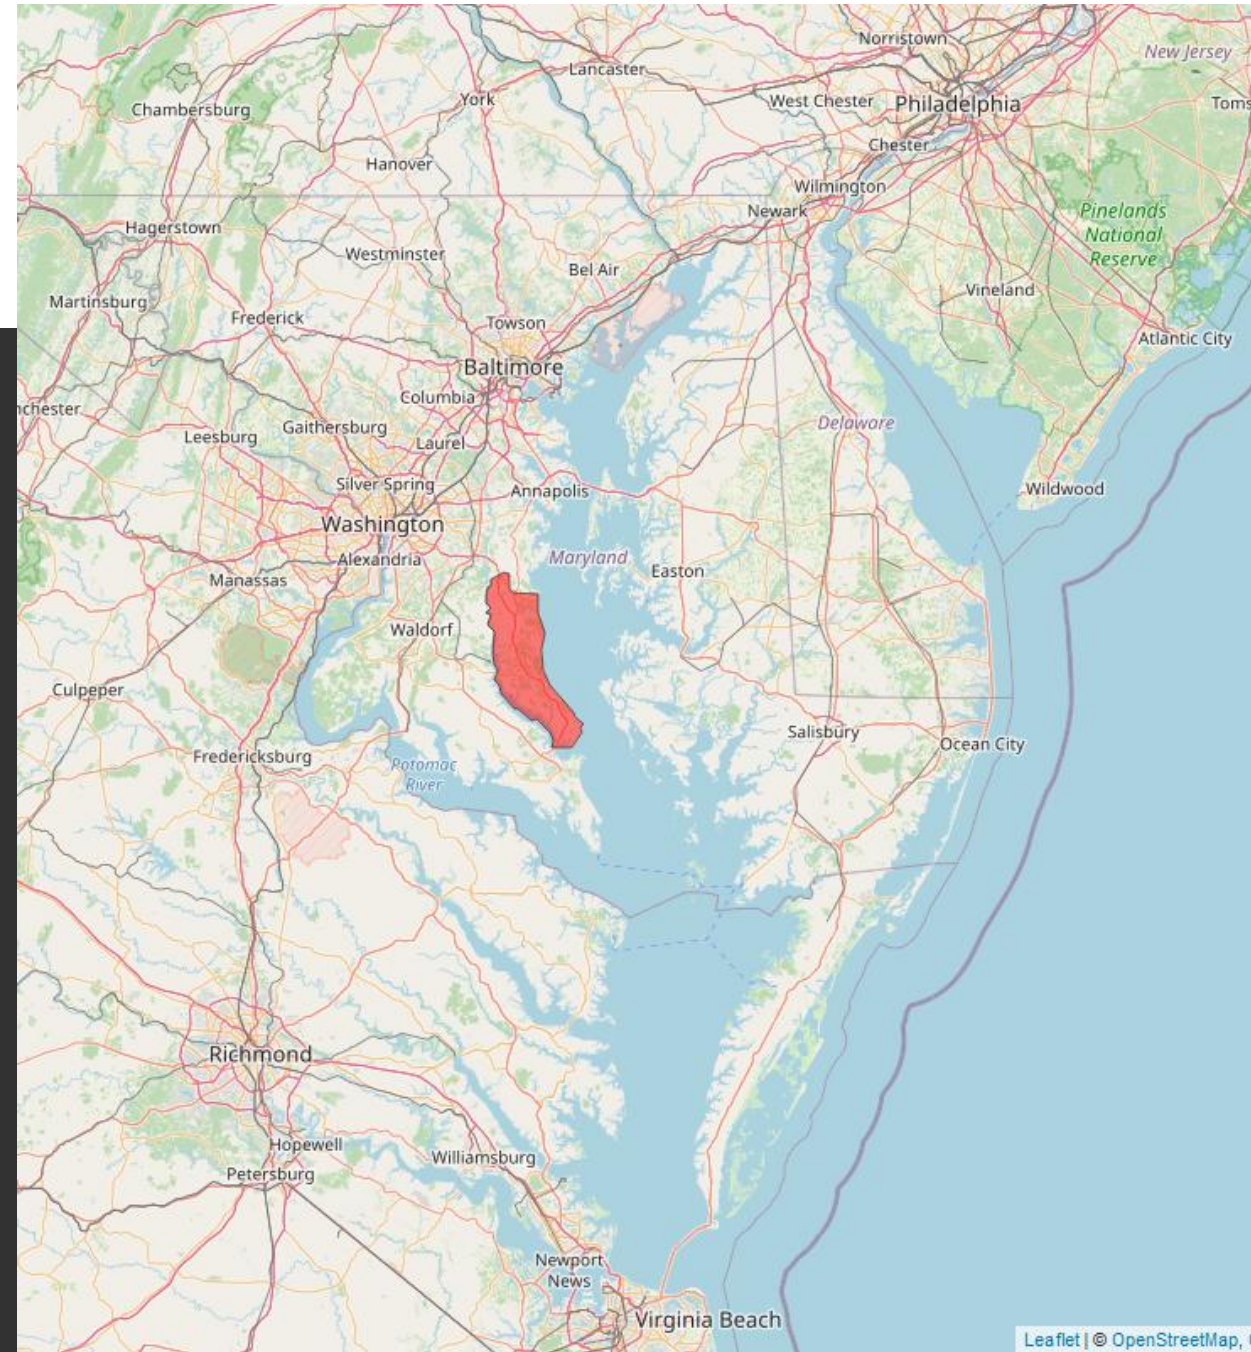 Norristown
New Jersey
Lancaster
York
West Chester
Philadelphia
Toms
Chambersburg
Chester
Hanover
Wilmington
Newark
Pinelands
National
Reserve
Hagerstown
Westminster
Bel Air
Martinsburg
Vineland
Frederick
Towson
Atlantic City
Baltimore
Columbia
nchester
Gaithersburg
Leesburg
Laurel
Delaware
Silver Spring
Annapolis
Wildwood
Washington
Alexandria
Maryland
Manassas
Easton
Waldorf
Culpeper
Salisbury
Ocean City
Fredericksburg
Potomac
River
Richmond
Hopewell
Williamsburg
Petersburg
Newport
News
Virginia Beach
Leaflet | © OpenStreetMap,